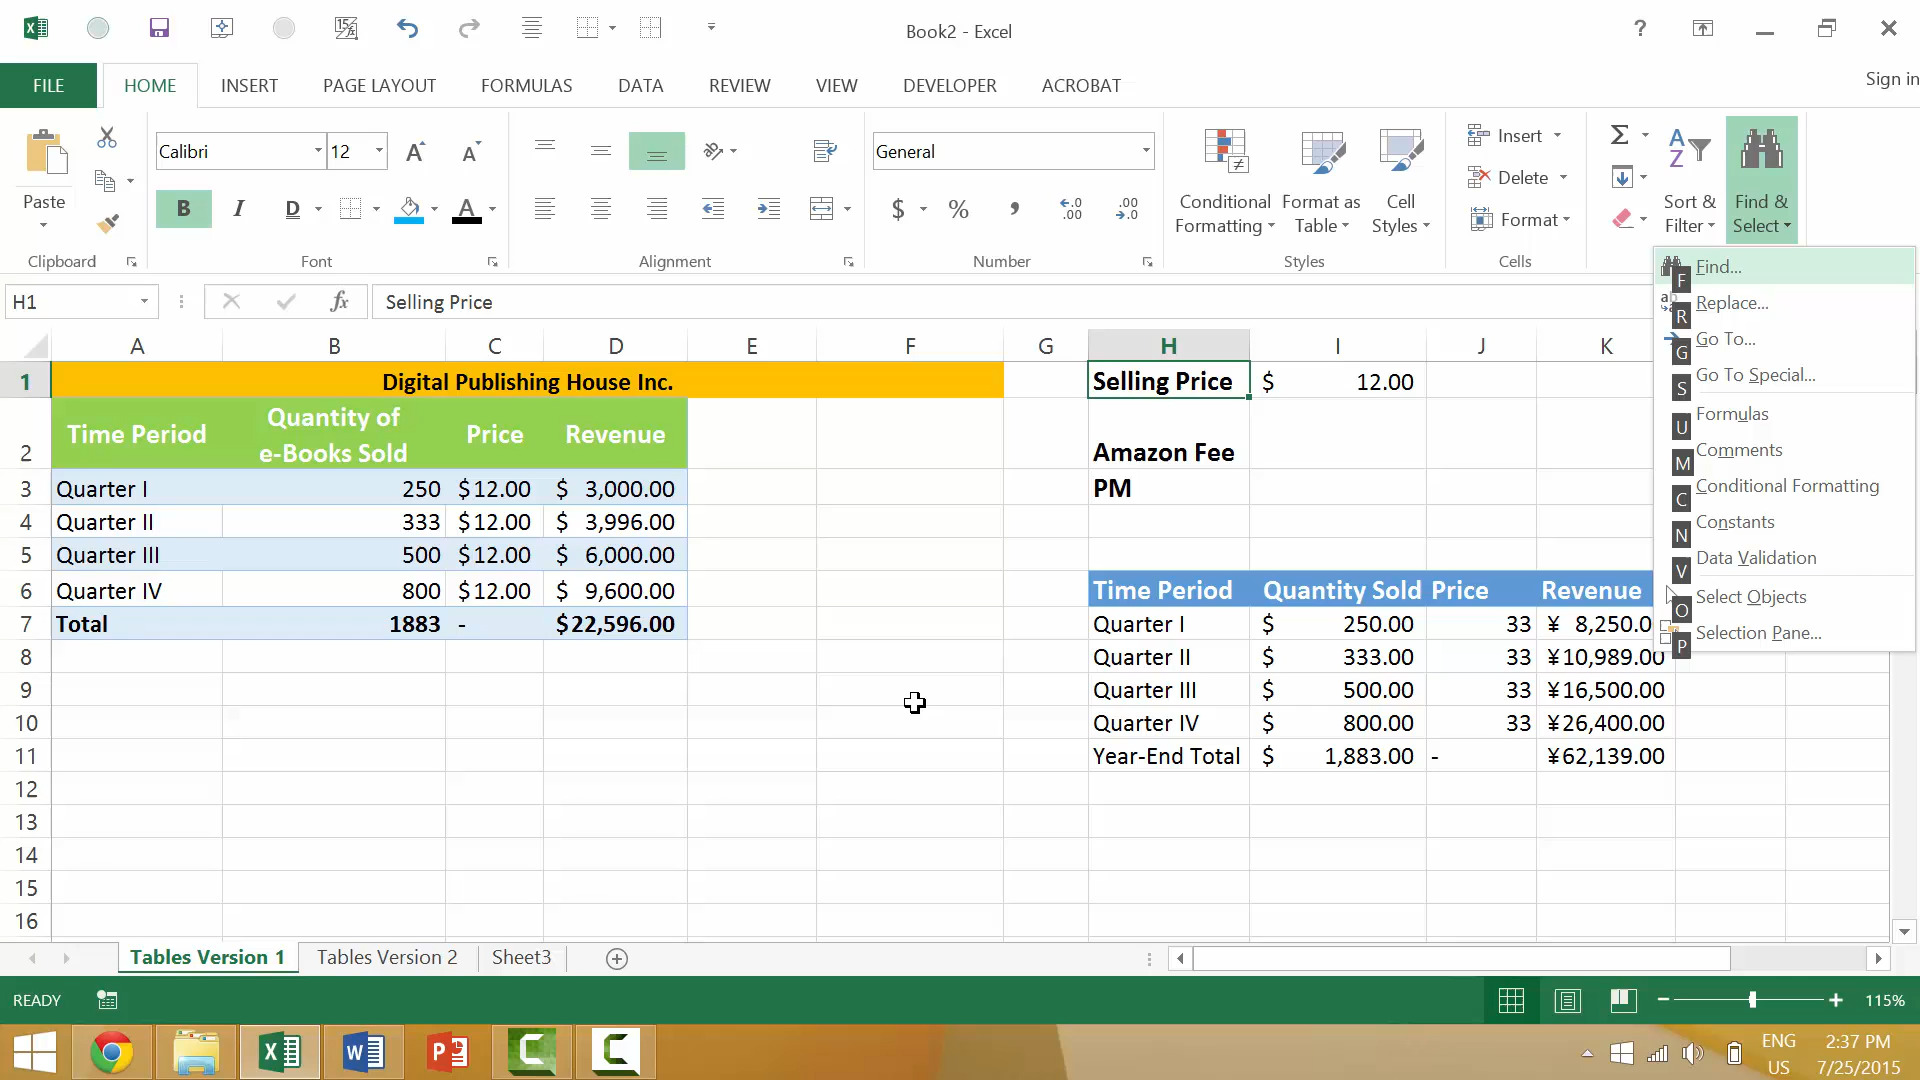 Book2 - Excel
?
Sign in
FILE HOME INSERT PAGE LAYOUT FORMULAS DATA REVIEW VIEW DEVELOPER ACROBAT
Paste
Clipboard
Calibri 12
B I D A
Font
Alignment
General
$ % ,
Number
Conditional Formatting
Format as Table
Cell Styles
Styles
Insert
Delete
Format
Cells
Sort & Filter
Find & Select
H1 fx Selling Price
F Find...
R Replace...
G Go To...
S Go To Special...
U Formulas
M Comments
C Conditional Formatting
N Constants
V Data Validation
O Select Objects
P Selection Pane...
A B C D E F G H I J K
1 Digital Publishing House Inc. Selling Price $ 12.00
2 Time Period Quantity of e-Books Sold Price Revenue Amazon Fee
3 Quarter I 250 $12.00 $ 3,000.00 PM
4 Quarter II 333 $12.00 $ 3,996.00
5 Quarter III 500 $12.00 $ 6,000.00
6 Quarter IV 800 $12.00 $ 9,600.00 Time Period Quantity Sold Price Revenue
7 Total 1883 - $22,596.00 Quarter I $ 250.00 33 ¥ 8,250.0
8 Quarter II $ 333.00 33 ¥10,989.00
9 Quarter III $ 500.00 33 ¥16,500.00
10 Quarter IV $ 800.00 33 ¥26,400.00
11 Year-End Total $ 1,883.00 - ¥62,139.00
12
13
14
15
16
Tables Version 1 Tables Version 2 Sheet3
READY 115%
ENG US
2:37 PM
7/25/2015